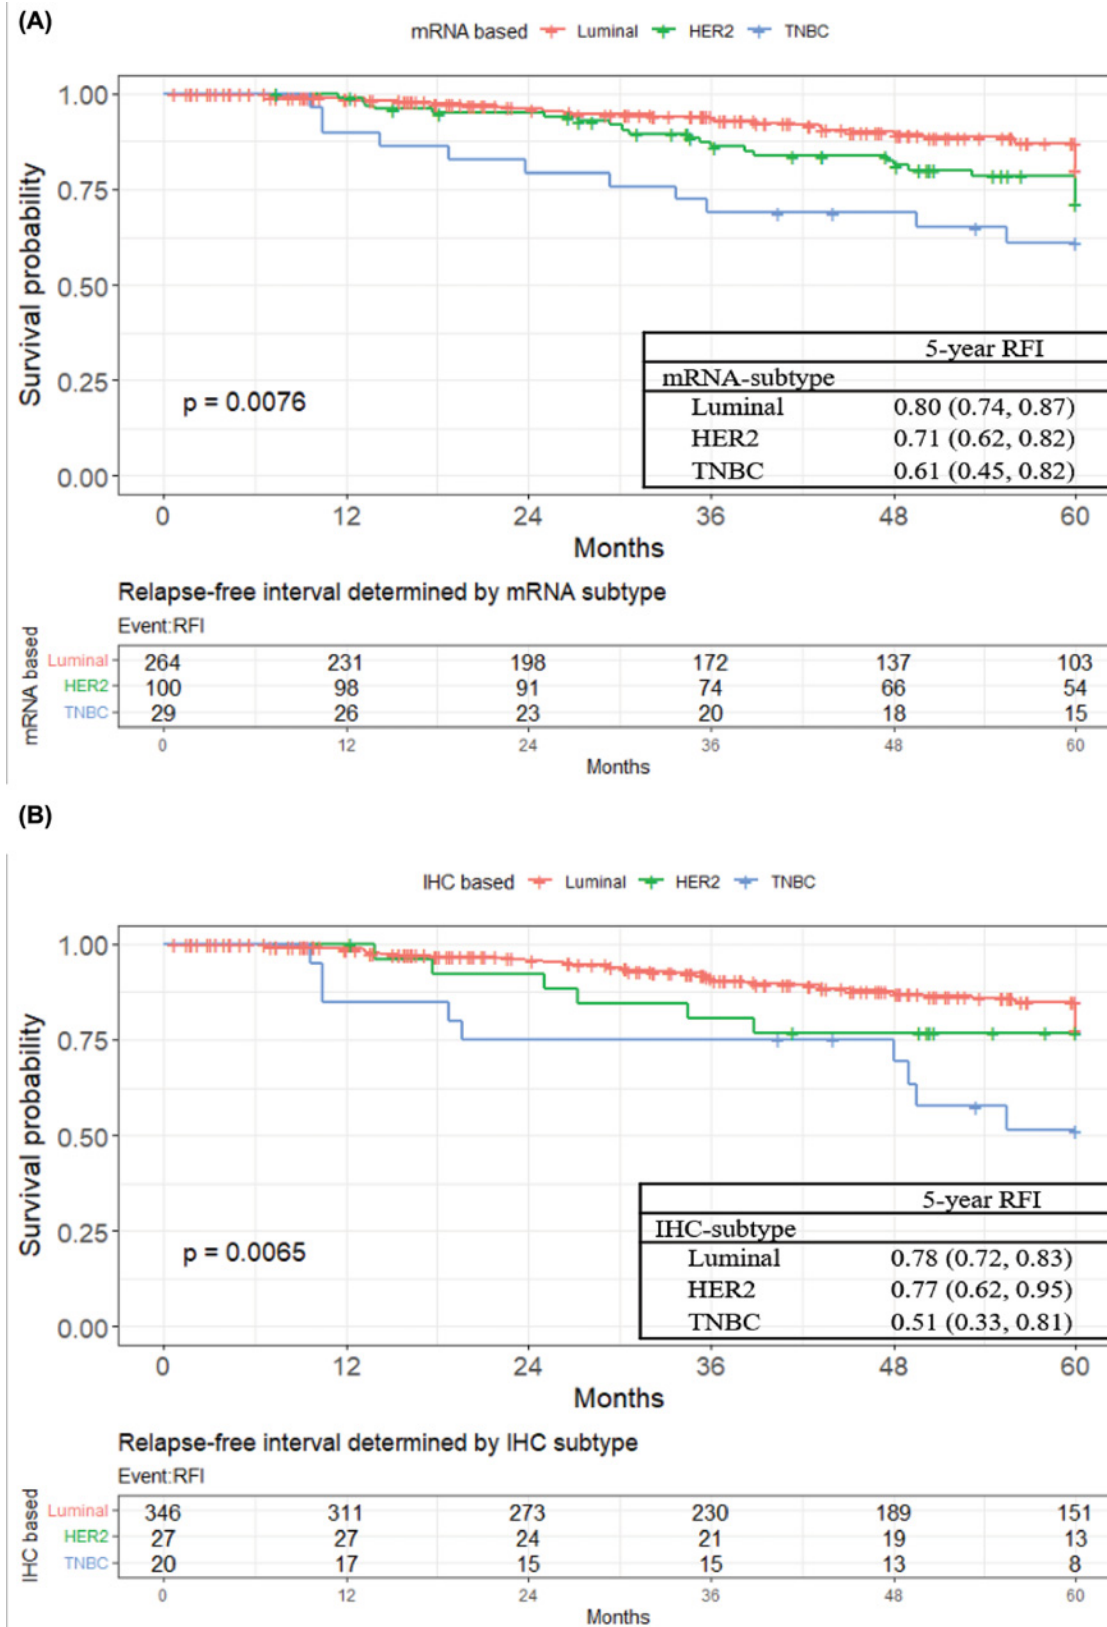 (A)
mRNA based Luminal HER2 TNBC
Survival probability
1.00
0.75
0.50
0.25
0.00
p = 0.0076
5-year RFI
mRNA-subtype
Luminal 0.80 (0.74, 0.87)
HER2 0.71 (0.62, 0.82)
TNBC 0.61 (0.45, 0.82)
0 12 24 36 48 60
Months
Relapse-free interval determined by mRNA subtype
Event:RFI
mRNA based
Luminal 264 231 198 172 137 103
HER2 100 98 91 74 66 54
TNBC 29 26 23 20 18 15
0 12 24 36 48 60
Months
(B)
IHC based Luminal HER2 TNBC
Survival probability
1.00
0.75
0.50
0.25
0.00
p = 0.0065
5-year RFI
IHC-subtype
Luminal 0.78 (0.72, 0.83)
HER2 0.77 (0.62, 0.95)
TNBC 0.51 (0.33, 0.81)
0 12 24 36 48 60
Months
Relapse-free interval determined by IHC subtype
Event:RFI
IHC based
Luminal 346 311 273 230 189 151
HER2 27 27 24 21 19 13
TNBC 20 17 15 15 13 8
0 12 24 36 48 60
Months